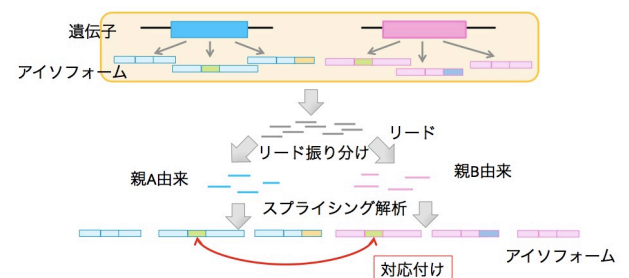 遺伝子
アイソフォーム
リード
リード振り分け
親A由来
親B由来
スプライシング解析
アイソフォーム
対応付け